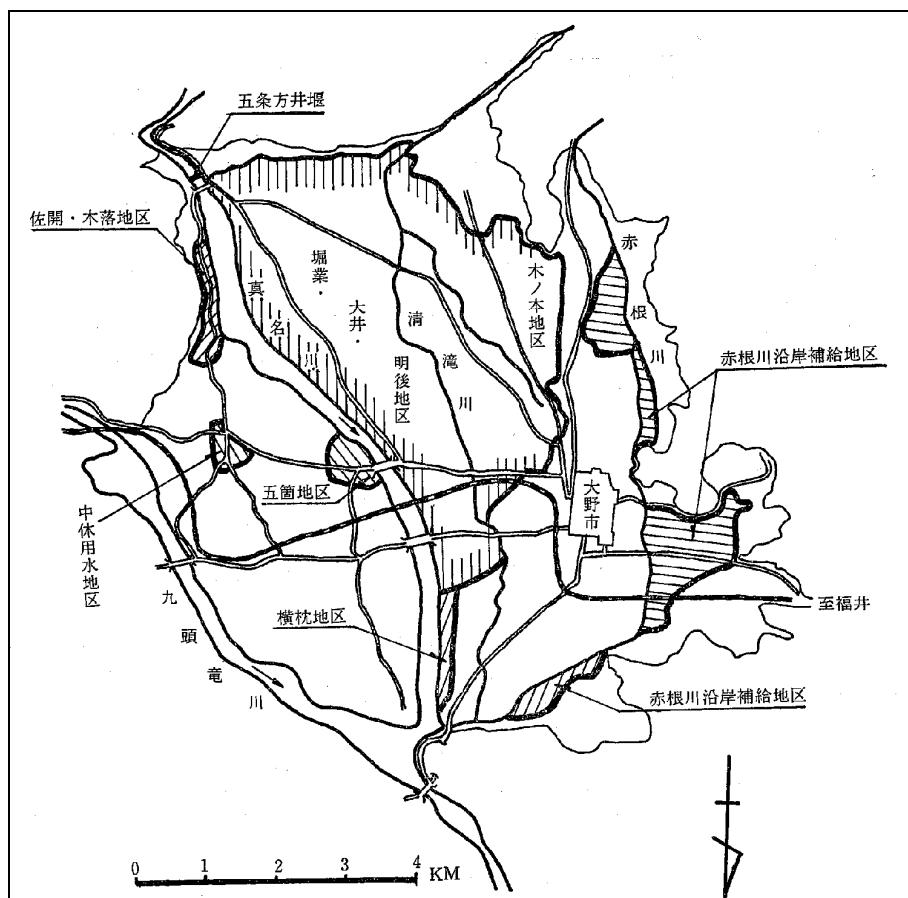 五条方井堰
佐開・木落地区
真名川
堀業・大井・明後地区
清滝川
木ノ本地区
赤根川
赤根川沿岸補給地区
五箇地区
大野市
中休用水地区
九頭竜川
横枕地区
至福井
赤根川沿岸補給地区
0 1 2 3 4 KM